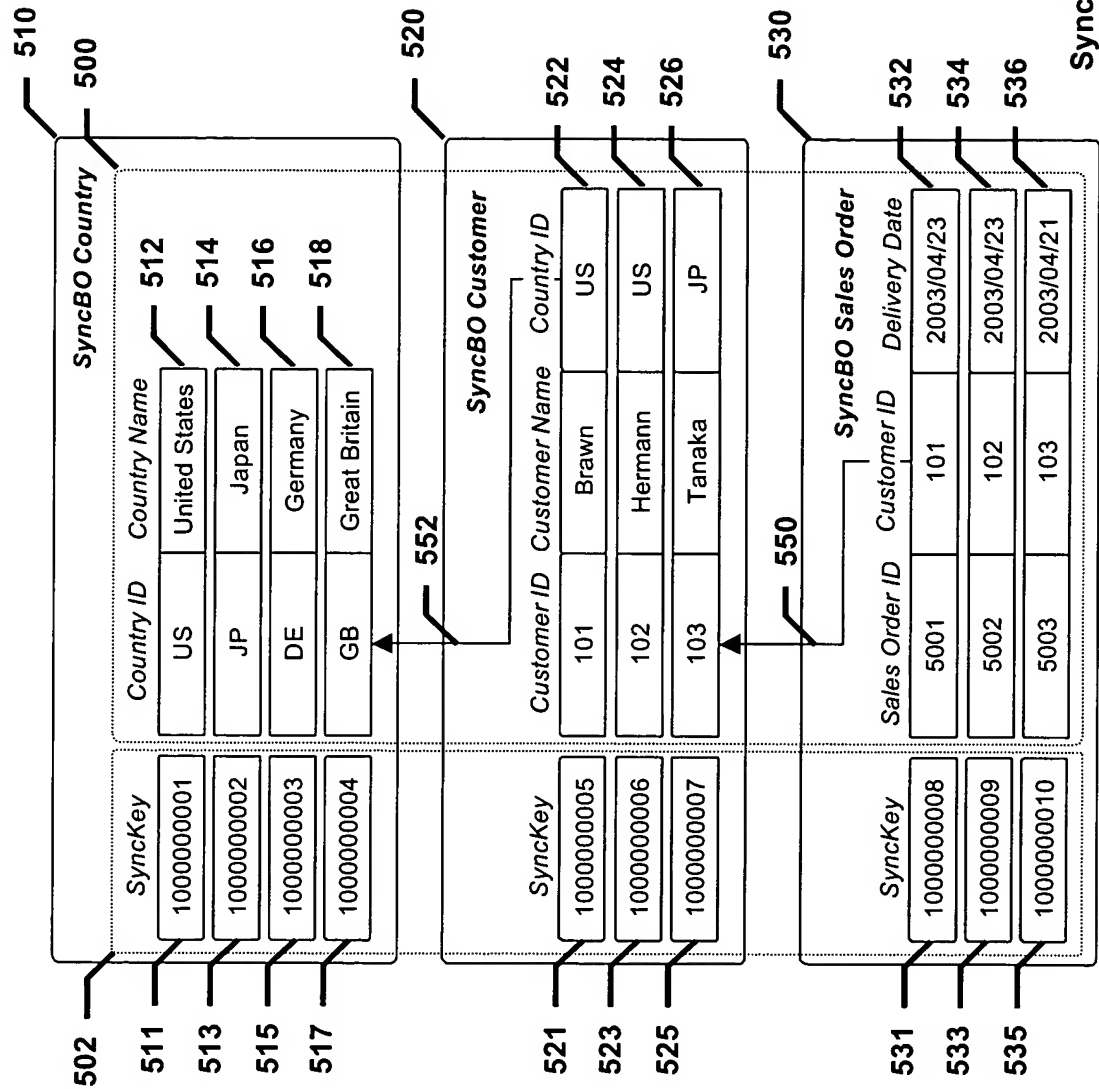 510
500
SyncBO Country
502
SyncKey Country ID Country Name
511 1000000001 US United States 512
513 1000000002 JP Japan 514
515 1000000003 DE Germany 516
517 1000000004 GB Great Britain 518
552
520
SyncBO Customer
SyncKey Customer ID Customer Name Country ID
521 1000000005 101 Brawn US 522
523 1000000006 102 Hermann US 524
525 1000000007 103 Tanaka JP 526
550
530
SyncBO Sales Order
SyncKey Sales Order ID Customer ID Delivery Date
531 1000000008 5001 101 2003/04/23 532
533 1000000009 5002 102 2003/04/23 534
535 1000000010 5003 103 2003/04/21 536
Sync